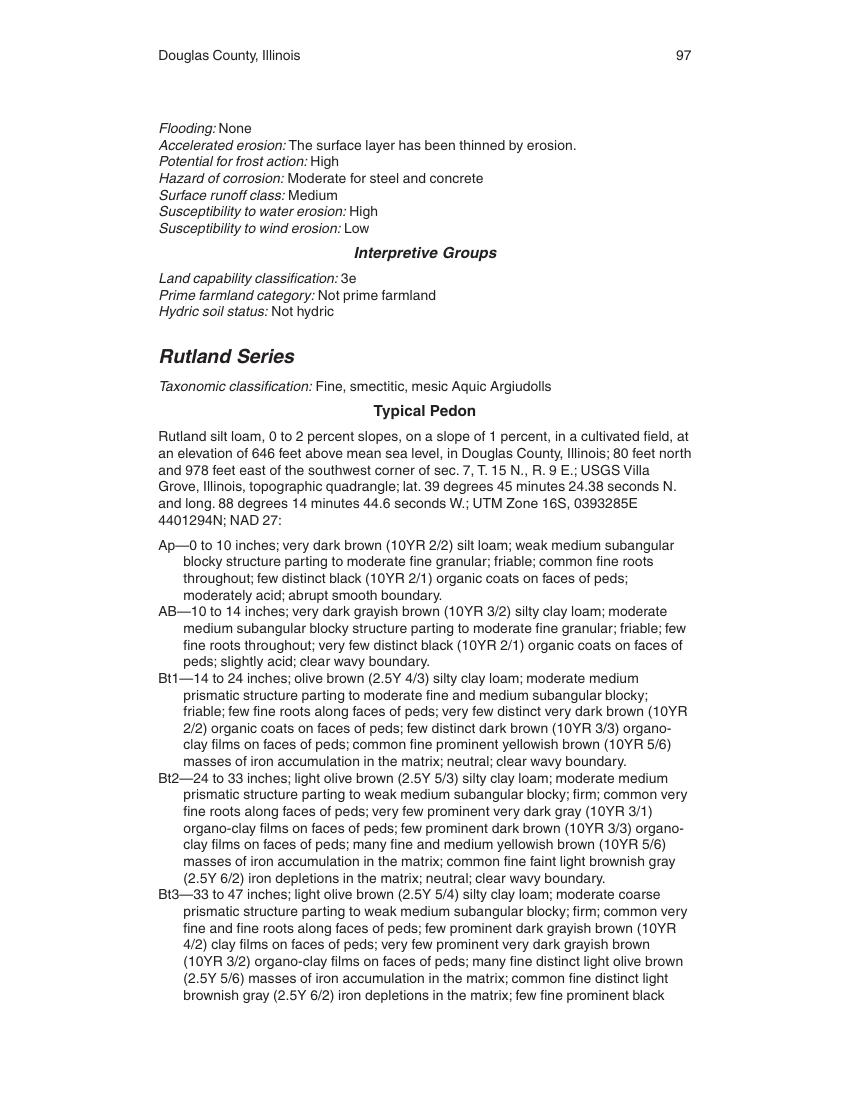 Douglas County, Illinois 97
Flooding: None
Accelerated erosion: The surface layer has been thinned by erosion.
Potential for frost action: High
Hazard of corrosion: Moderate for steel and concrete
Surface runoff class: Medium
Susceptibility to water erosion: High
Susceptibility to wind erosion: Low
Interpretive Groups
Land capability classification: 3e
Prime farmland category: Not prime farmland
Hydric soil status: Not hydric
Rutland Series
Taxonomic classification: Fine, smectitic, mesic Aquic Argiudolls
Typical Pedon
Rutland silt loam, 0 to 2 percent slopes, on a slope of 1 percent, in a cultivated field, at
an elevation of 646 feet above mean sea level, in Douglas County, Illinois; 80 feet north
and 978 feet east of the southwest corner of sec. 7, T. 15 N., R. 9 E.; USGS Villa
Grove, Illinois, topographic quadrangle; lat. 39 degrees 45 minutes 24.38 seconds N.
and long. 88 degrees 14 minutes 44.6 seconds W.; UTM Zone 16S, 0393285E
4401294N; NAD 27:
Ap—0 to 10 inches; very dark brown (10YR 2/2) silt loam; weak medium subangular
blocky structure parting to moderate fine granular; friable; common fine roots
throughout; few distinct black (10YR 2/1) organic coats on faces of peds;
moderately acid; abrupt smooth boundary.
AB—10 to 14 inches; very dark grayish brown (10YR 3/2) silty clay loam; moderate
medium subangular blocky structure parting to moderate fine granular; friable; few
fine roots throughout; very few distinct black (10YR 2/1) organic coats on faces of
peds; slightly acid; clear wavy boundary.
Bt1—14 to 24 inches; olive brown (2.5Y 4/3) silty clay loam; moderate medium
prismatic structure parting to moderate fine and medium subangular blocky;
friable; few fine roots along faces of peds; very few distinct very dark brown (10YR
2/2) organic coats on faces of peds; few distinct dark brown (10YR 3/3) organo-
clay films on faces of peds; common fine prominent yellowish brown (10YR 5/6)
masses of iron accumulation in the matrix; neutral; clear wavy boundary.
Bt2—24 to 33 inches; light olive brown (2.5Y 5/3) silty clay loam; moderate medium
prismatic structure parting to weak medium subangular blocky; firm; common very
fine roots along faces of peds; very few prominent very dark gray (10YR 3/1)
organo-clay films on faces of peds; few prominent dark brown (10YR 3/3) organo-
clay films on faces of peds; many fine and medium yellowish brown (10YR 5/6)
masses of iron accumulation in the matrix; common fine faint light brownish gray
(2.5Y 6/2) iron depletions in the matrix; neutral; clear wavy boundary.
Bt3—33 to 47 inches; light olive brown (2.5Y 5/4) silty clay loam; moderate coarse
prismatic structure parting to weak medium subangular blocky; firm; common very
fine and fine roots along faces of peds; few prominent dark grayish brown (10YR
4/2) clay films on faces of peds; very few prominent very dark grayish brown
(10YR 3/2) organo-clay films on faces of peds; many fine distinct light olive brown
(2.5Y 5/6) masses of iron accumulation in the matrix; common fine distinct light
brownish gray (2.5Y 6/2) iron depletions in the matrix; few fine prominent black